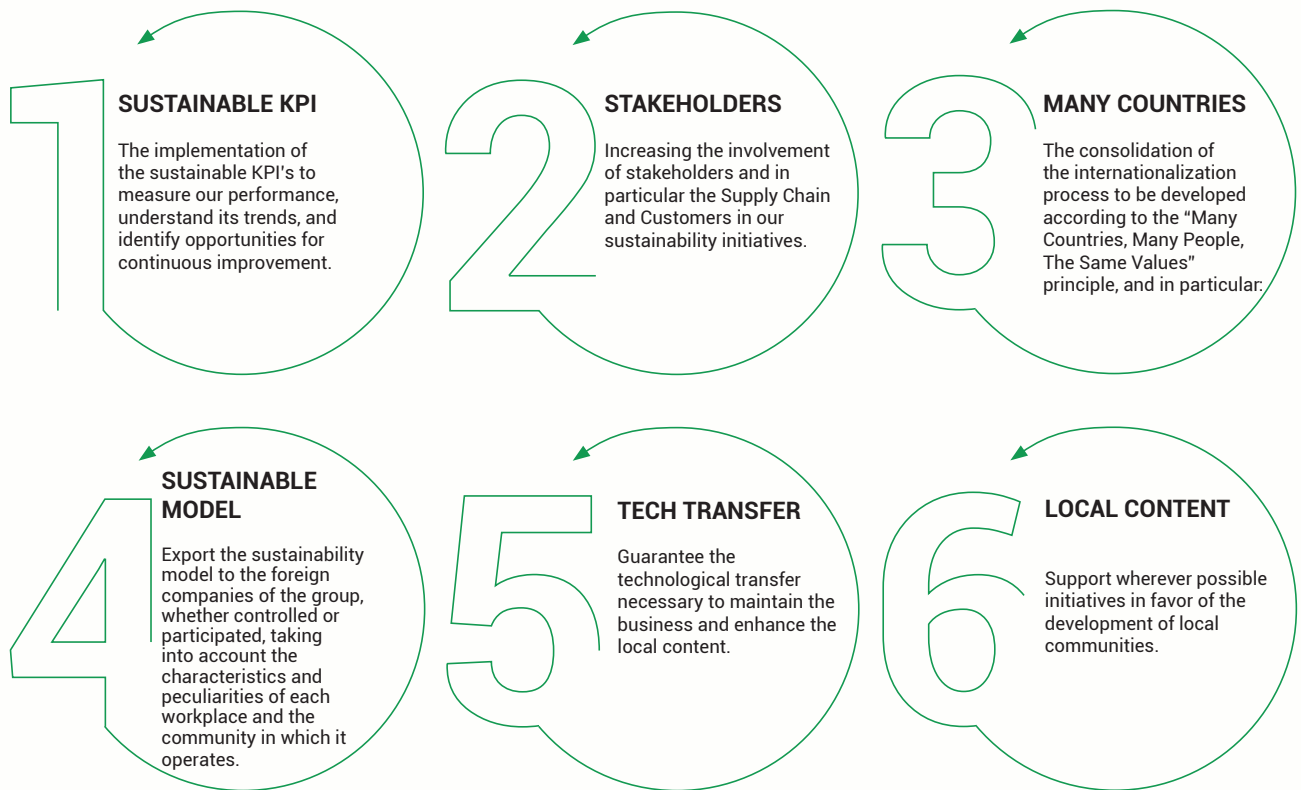 1
SUSTAINABLE KPI
The implementation of
the sustainable KPI's to
measure our performance,
understand its trends, and
identify opportunities for
continuous improvement.
2
STAKEHOLDERS
Increasing the involvement
of stakeholders and in
particular the Supply Chain
and Customers in our
sustainability initiatives.
3
MANY COUNTRIES
The consolidation of
the internationalization
process to be developed
according to the “Many
Countries, Many People,
The Same Values”
principle, and in particular:
4
SUSTAINABLE
MODEL
Export the sustainability
model to the foreign
companies of the group,
whether controlled or
participated, taking
into account the
characteristics and
peculiarities of each
workplace and the
community in which it
operates.
5
TECH TRANSFER
Guarantee the
technological transfer
necessary to maintain the
business and enhance the
local content.
6
LOCAL CONTENT
Support wherever possible
initiatives in favor of the
development of local
communities.